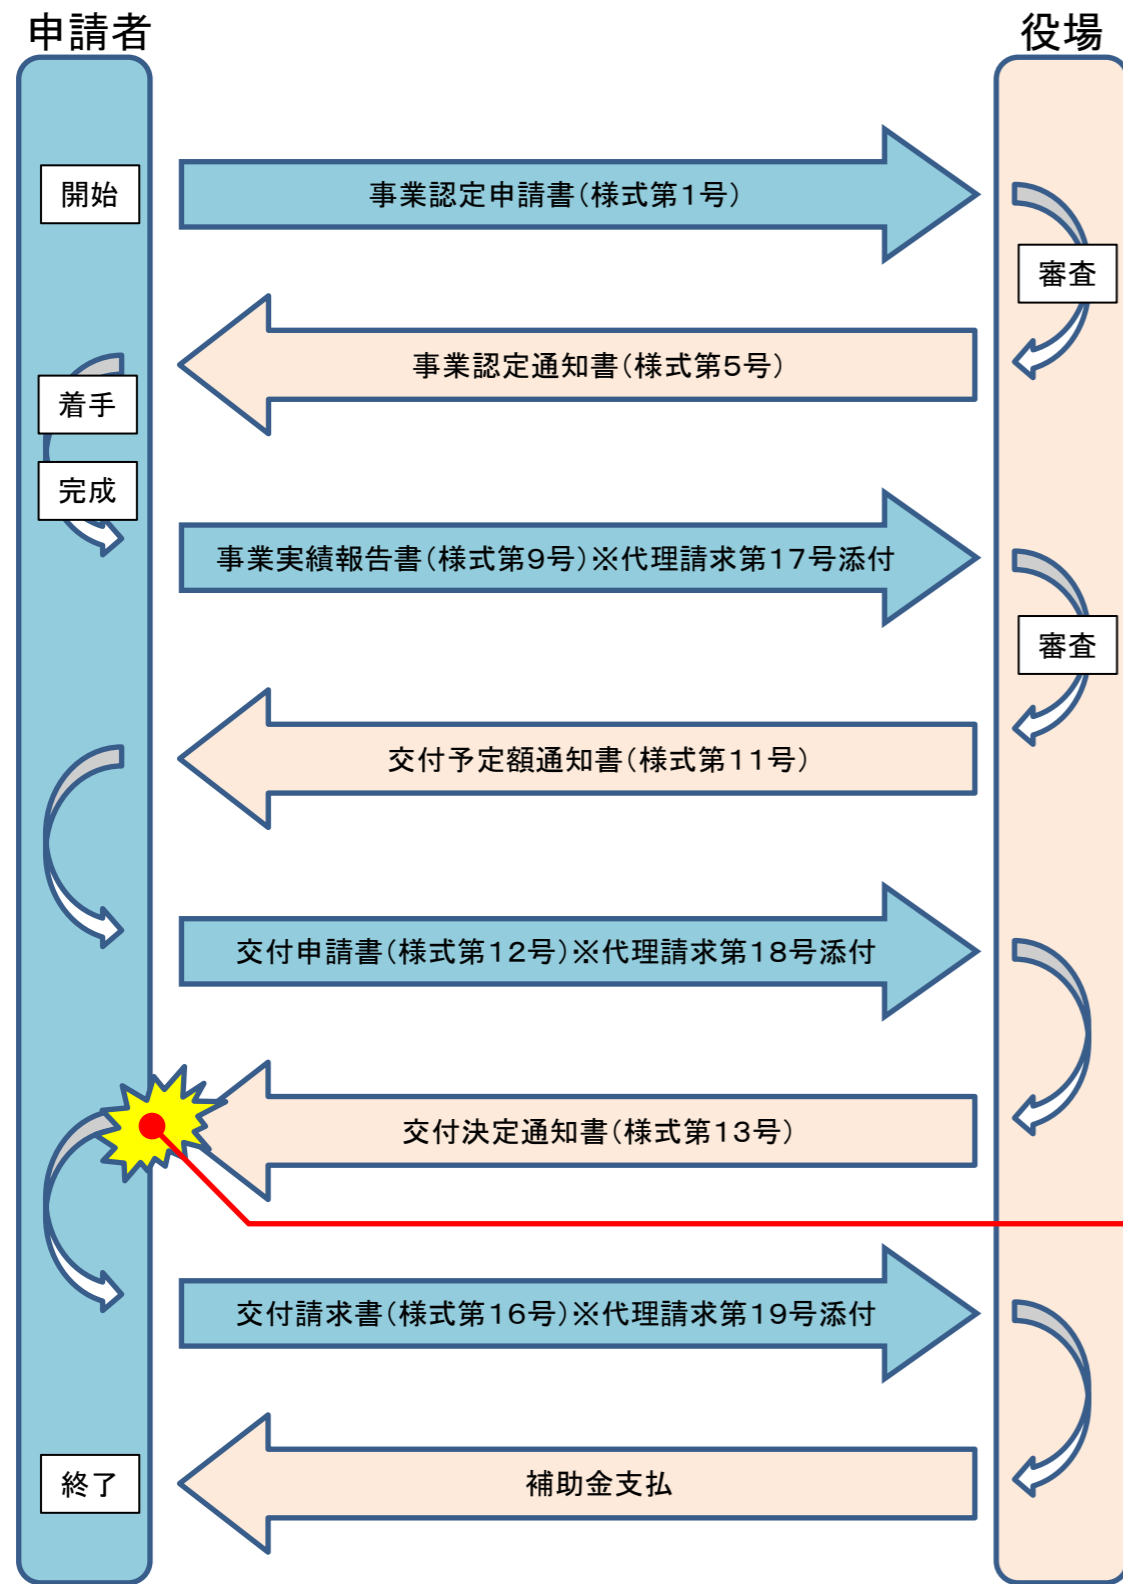 申請者
役場
開始
事業認定申請書(様式第1号)
審査
事業認定通知書(様式第5号)
着手
完成
事業実績報告書(様式第9号)※代理請求第17号添付
審査
交付予定額通知書(様式第11号)
交付申請書(様式第12号)※代理請求第18号添付
交付決定通知書(様式第13号)
交付請求書(様式第16号)※代理請求第19号添付
終了
補助金支払